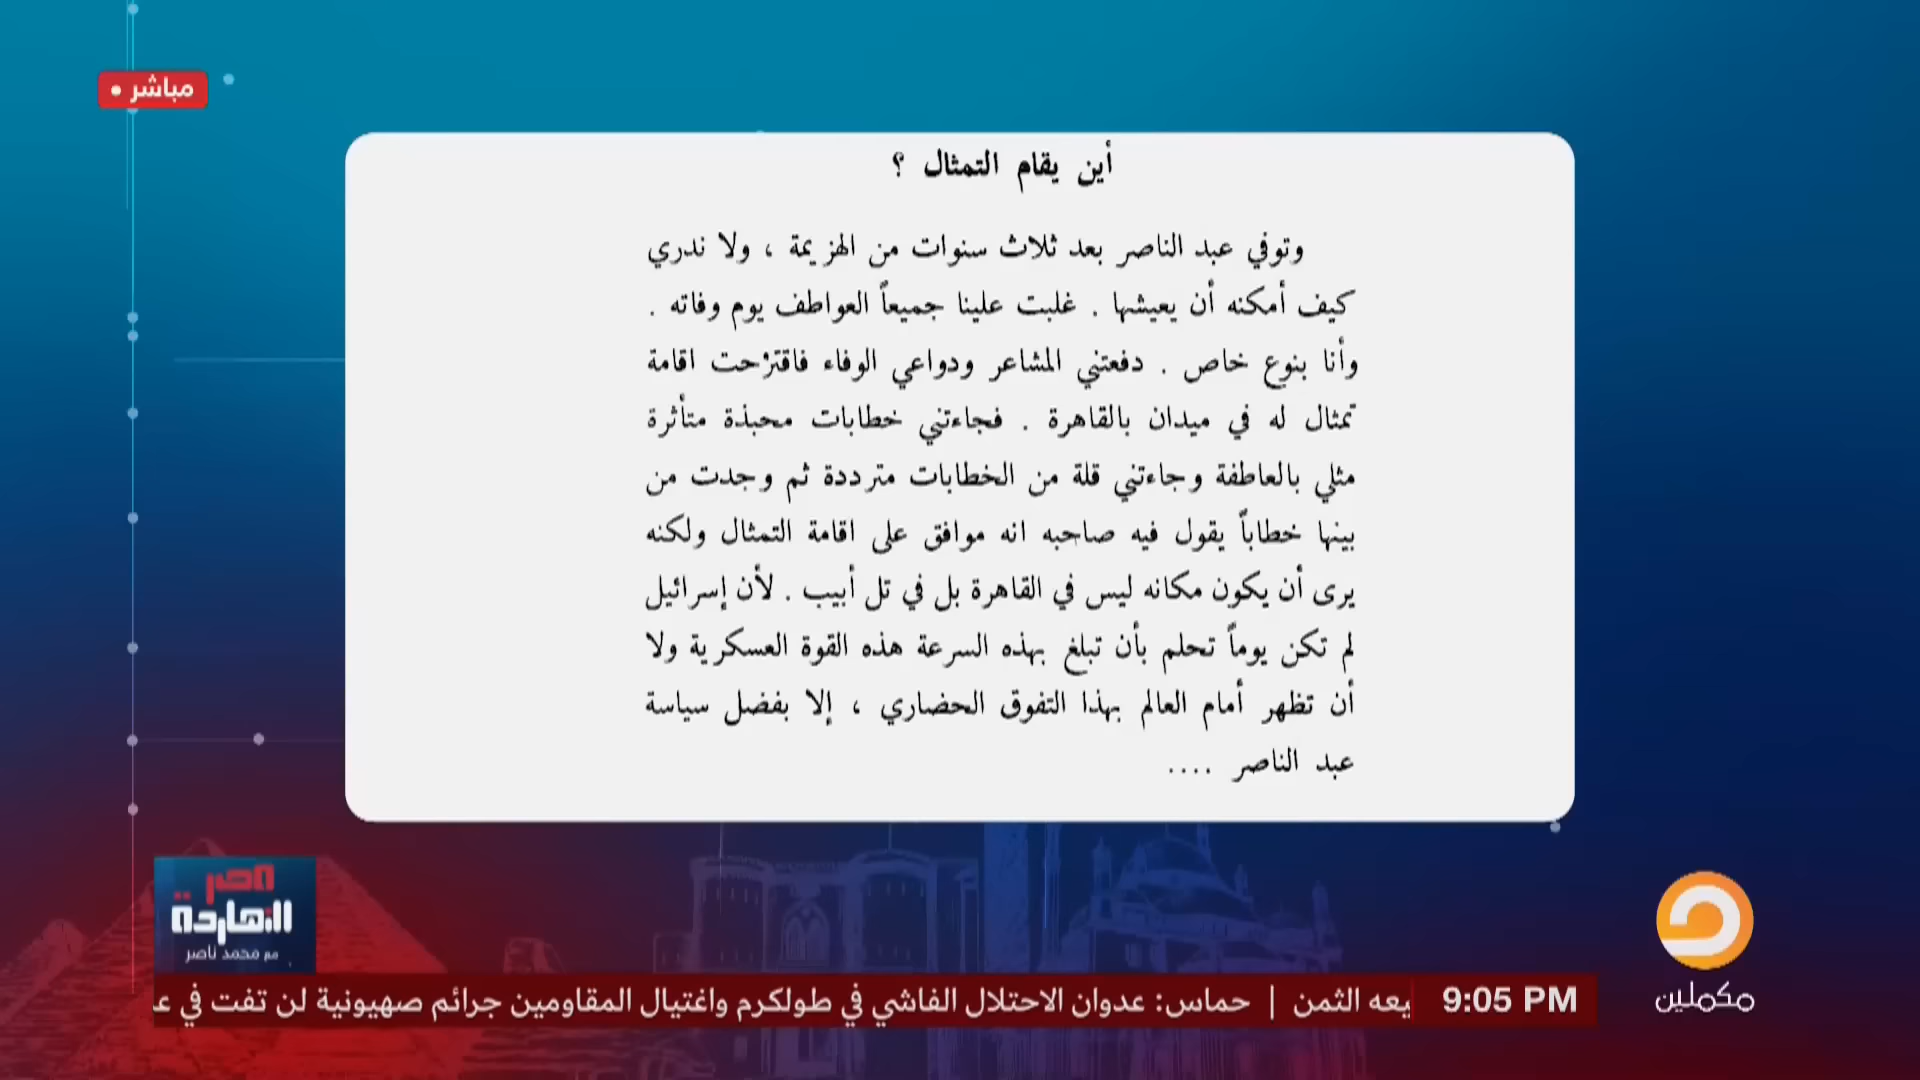 مباشر
أين يقام التمثال ؟
وتوفي عبد الناصر بعد ثلاث سنوات من الهزيمة ، ولا ندري
كيف أمكنه أن يعيشها . غلبت علينا جميعاً العواطف يوم وفاته .
وأنا بنوع خاص . دفعتني المشاعر ودواعي الوفاء فاقترحت اقامة
تمثال له في ميدان بالقاهرة . فجاءتني خطابات محبذة متأثرة
مثلي بالعاطفة وجاءتني قلة من الخطابات مترددة ثم وجدت من
بينها خطاباً يقول فيه صاحبه انه موافق على اقامة التمثال ولكنه
يرى أن يكون مكانه ليس في القاهرة بل في تل أبيب . لأن إسرائيل
لم تكن يوماً تحلم بأن تبلغ بهذه السرعة هذه القوة العسكرية ولا
أن تظهر أمام العالم بهذا التفوق الحضاري ، إلا بفضل سياسة
عبد الناصر ....
مصر
النهاردة
مع محمد ناصر
9:05 PM يعه الثمن | حماس: عدوان الاحتلال الفاشي في طولكرم واغتيال المقاومين جرائم صهيونية لن تفت في عـ
مكملين